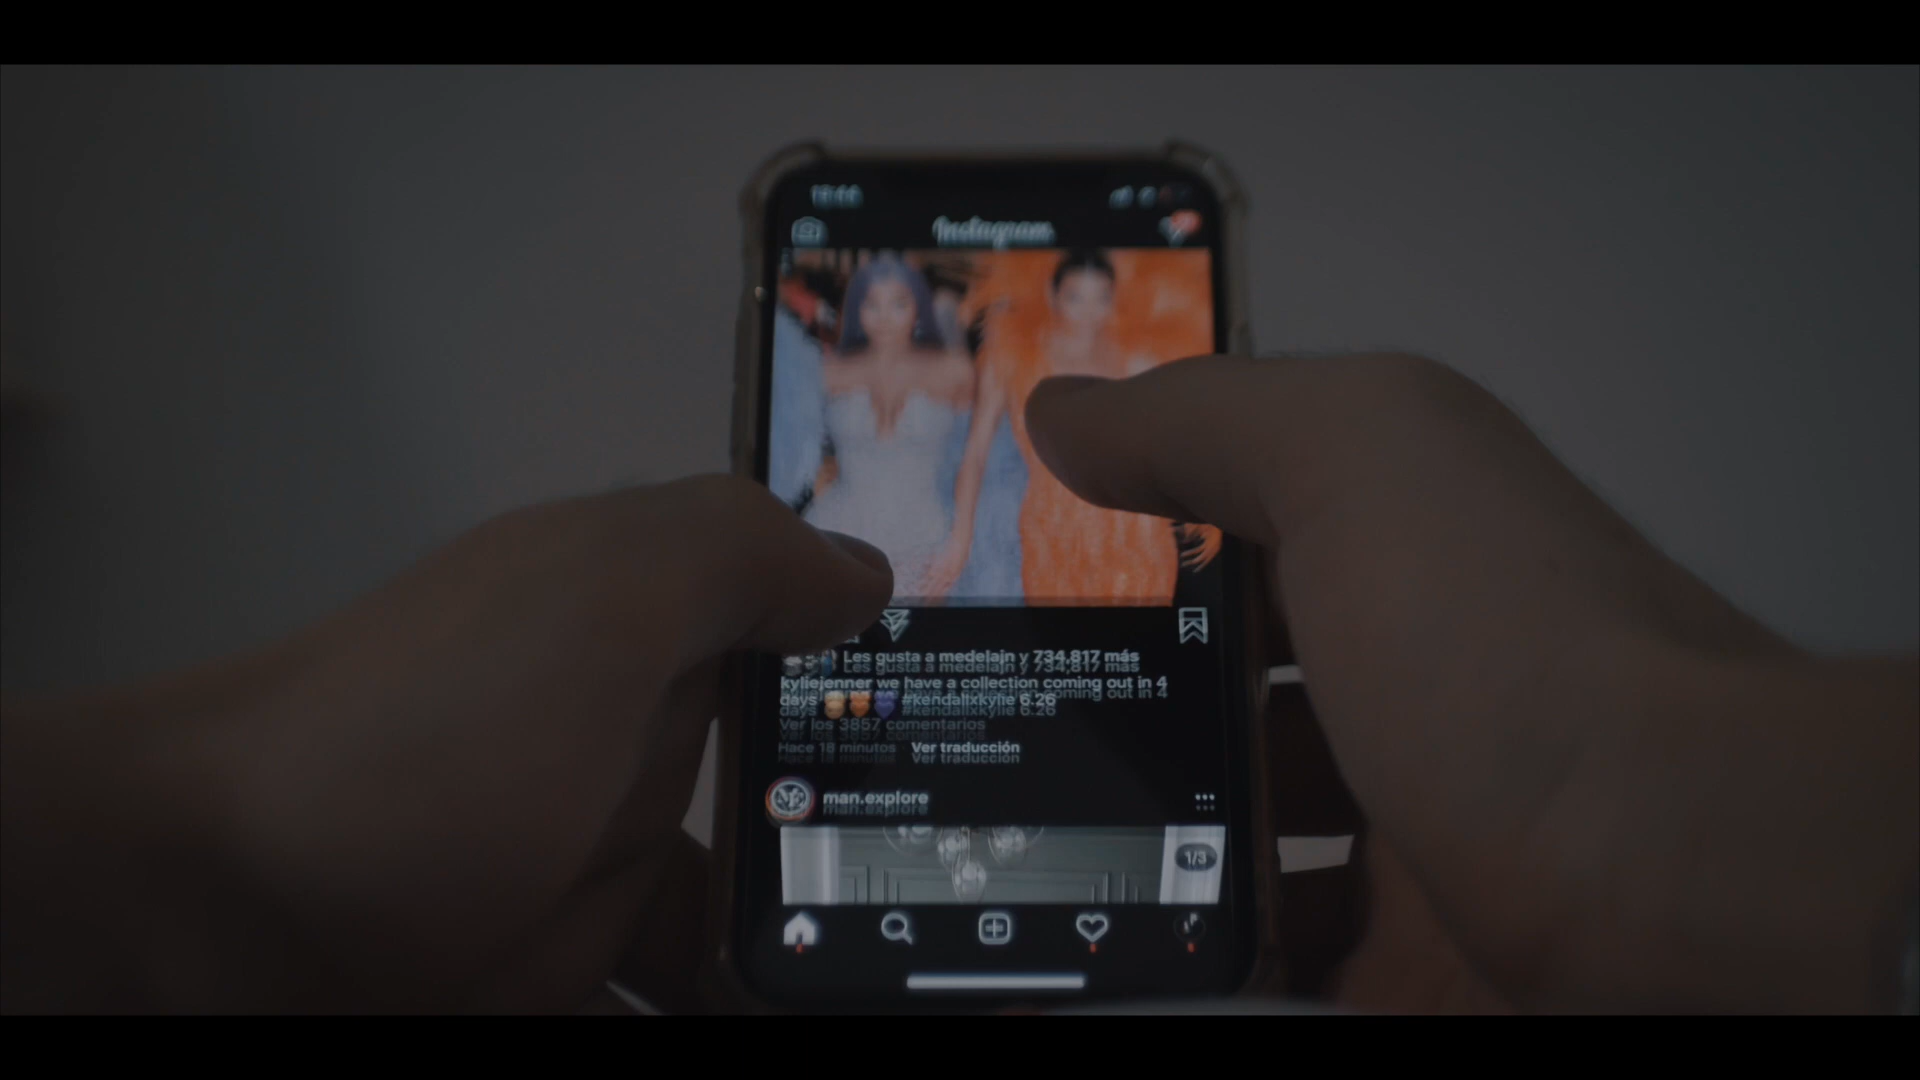 Instagram
Les gusta a medelajn y 734,817 más
kyliejenner we have a collection coming out in 4
days 💛🧡💜 #kendallxkylie 6.26
Ver los 3857 comentarios
Hace 18 minutos Ver traducción
man.explore
1/3